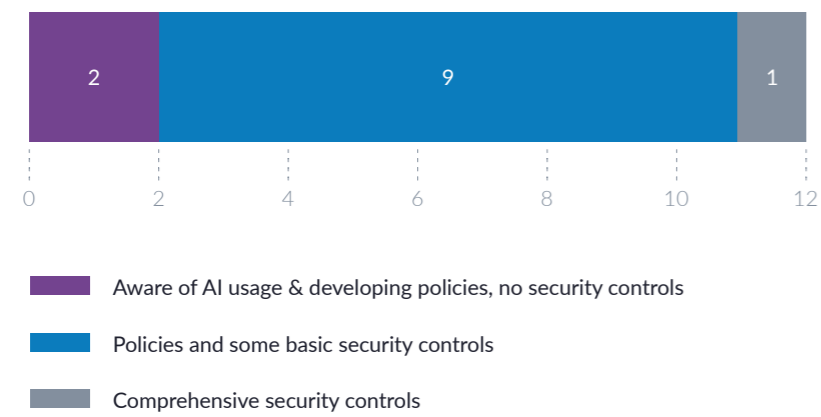 2 9 1
0 2 4 6 8 10 12
Aware of AI usage & developing policies, no security controls
Policies and some basic security controls
Comprehensive security controls